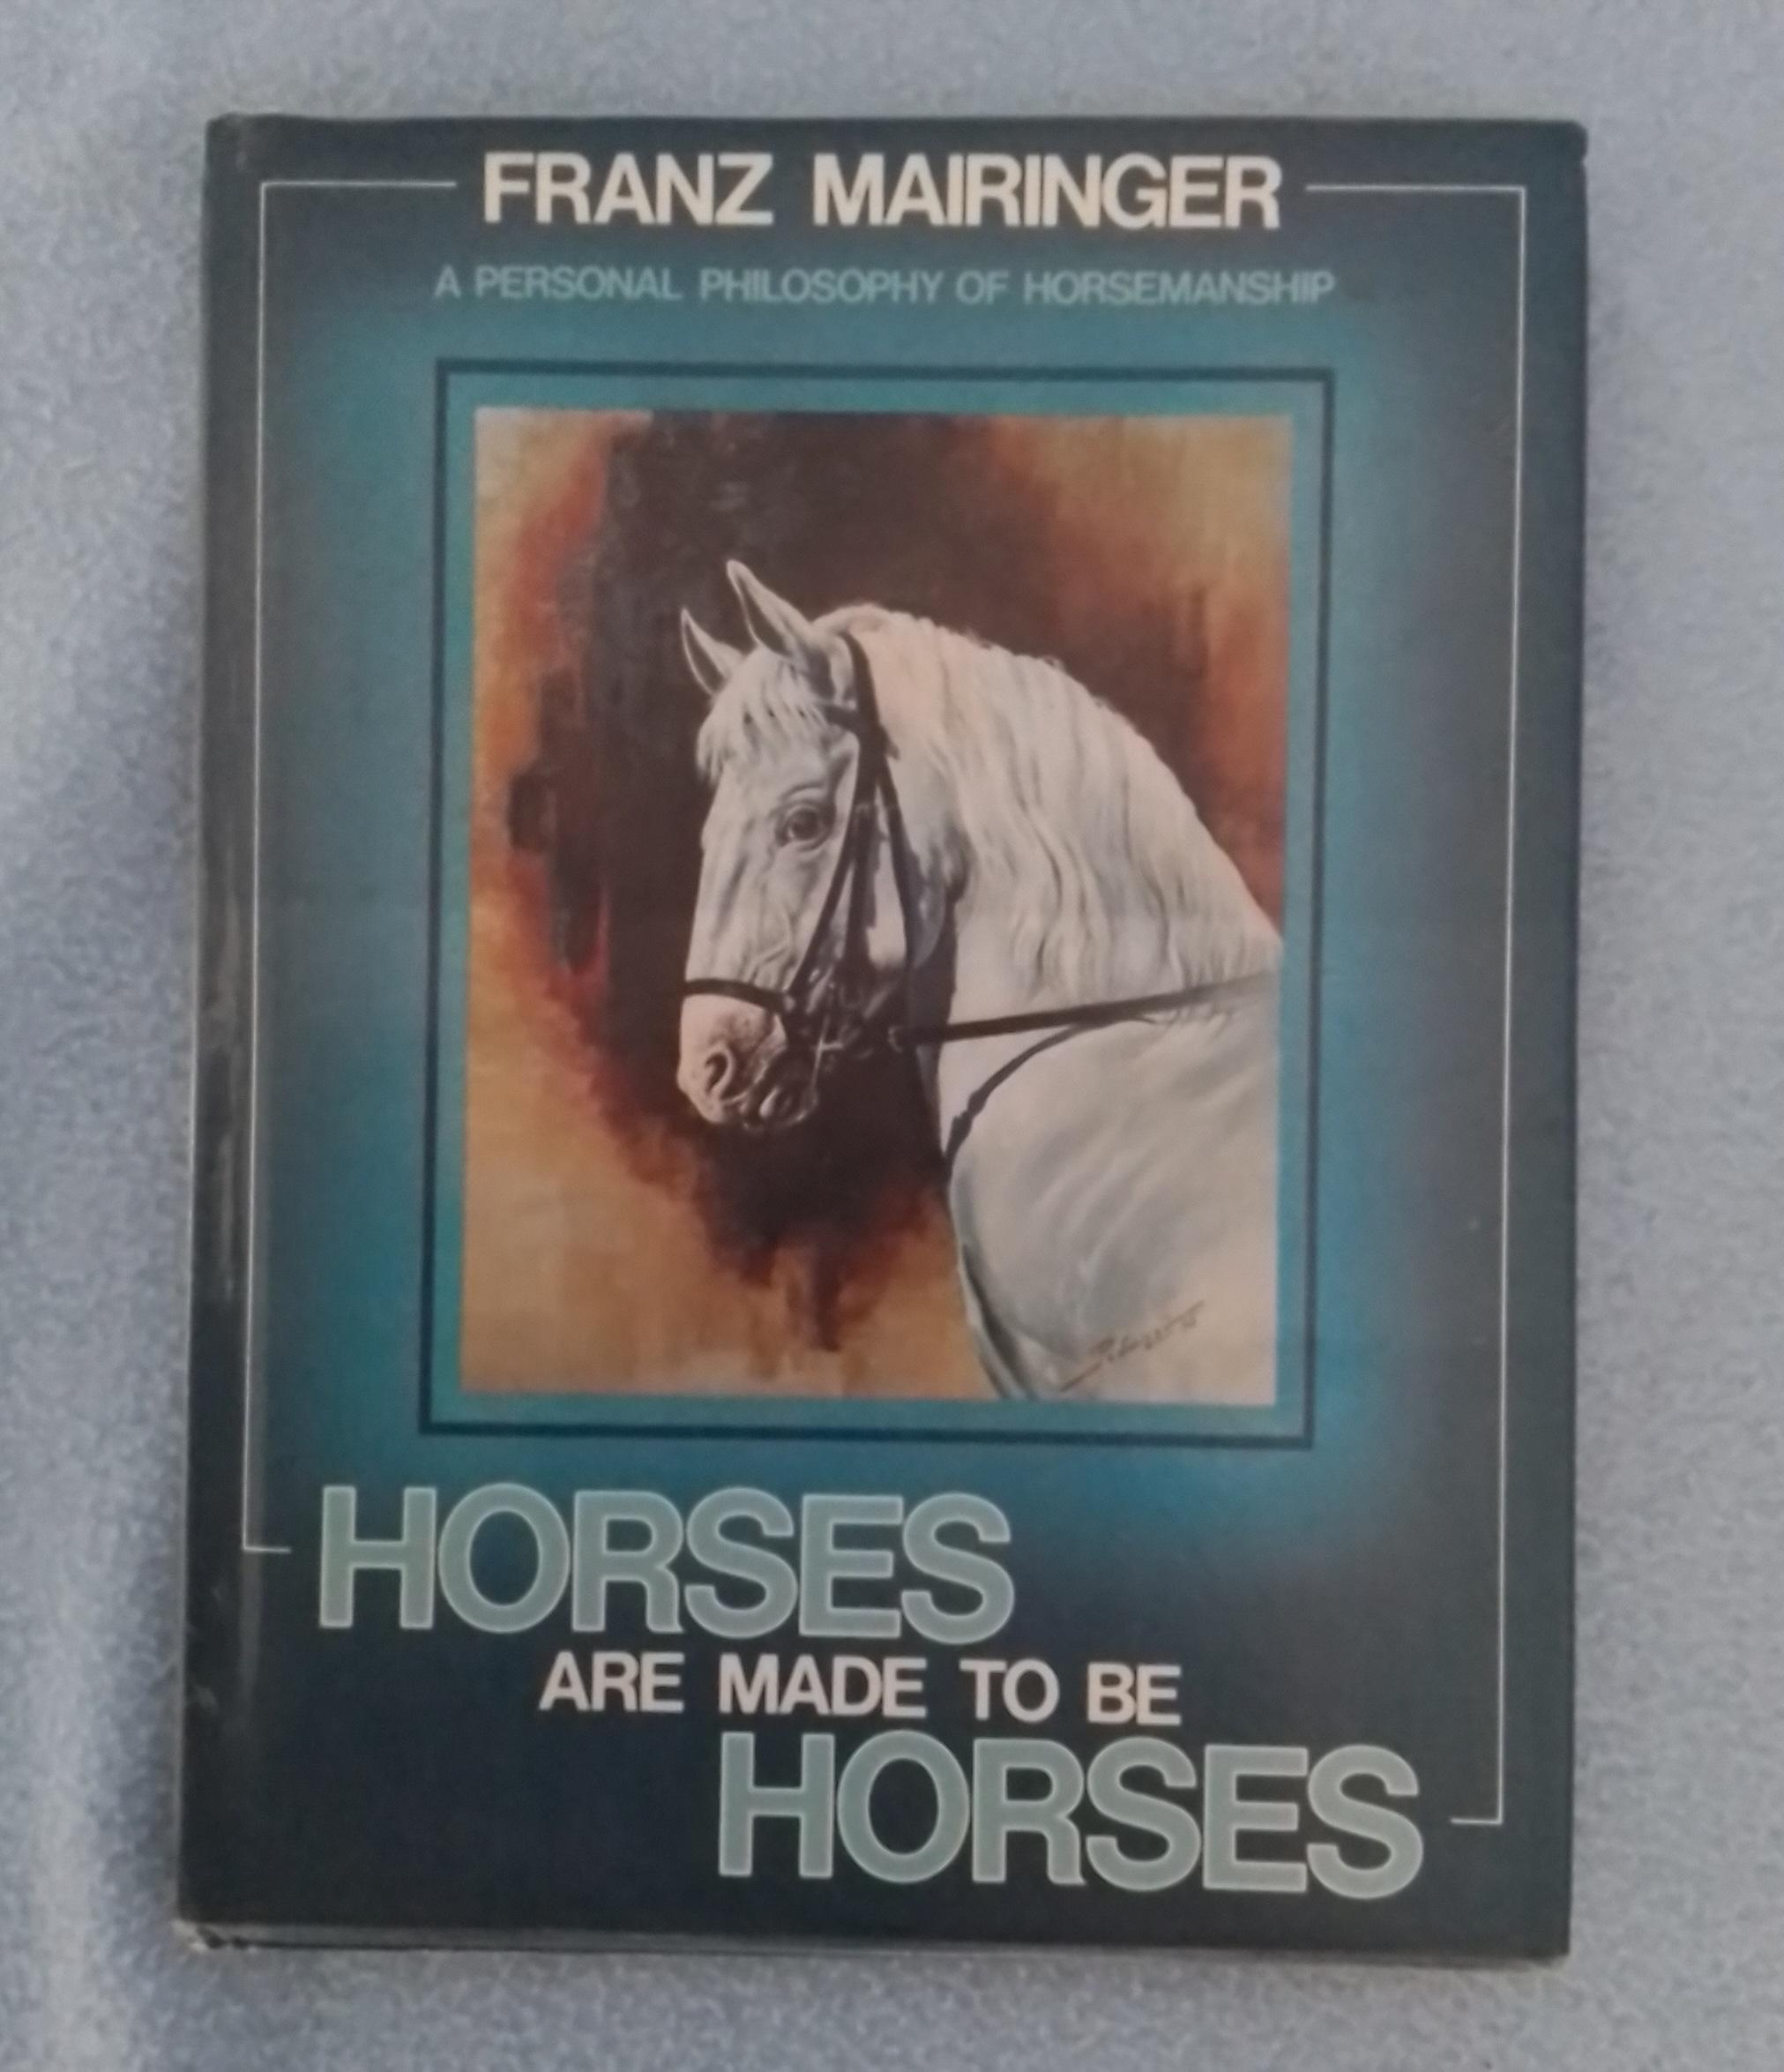 FRANZ MAIRINGER
A PERSONAL PHILOSOPHY OF HORSEMANSHIP
HORSES
ARE MADE TO BE
HORSES